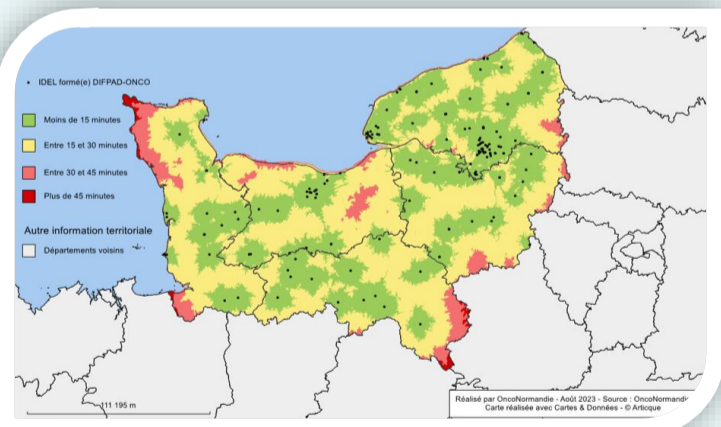 IDEL formé(e) DIFPAD-ONCO
Moins de 15 minutes
Entre 15 et 30 minutes
Entre 30 et 45 minutes
Plus de 45 minutes
Autre information territoriale
Départements voisins
111 195 m
Réalisé par OncoNormandie - Août 2023 - Source : OncoNormandie
Carte réalisée avec Cartes & Données - © Articque